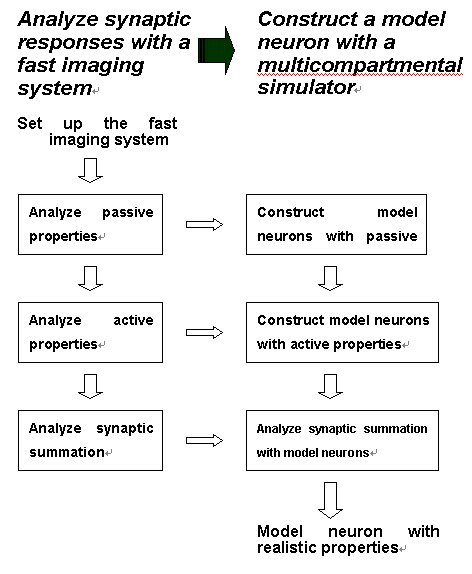 Analyze synaptic
responses with a
fast imaging
system
Construct a model
neuron with a
multicompartmental
simulator
Set up the fast
imaging system
Analyze passive
properties
Construct model
neurons with passive
Analyze active
properties
Construct model neurons
with active properties
Analyze synaptic
summation
Analyze synaptic summation
with model neurons
Model neuron with
realistic properties